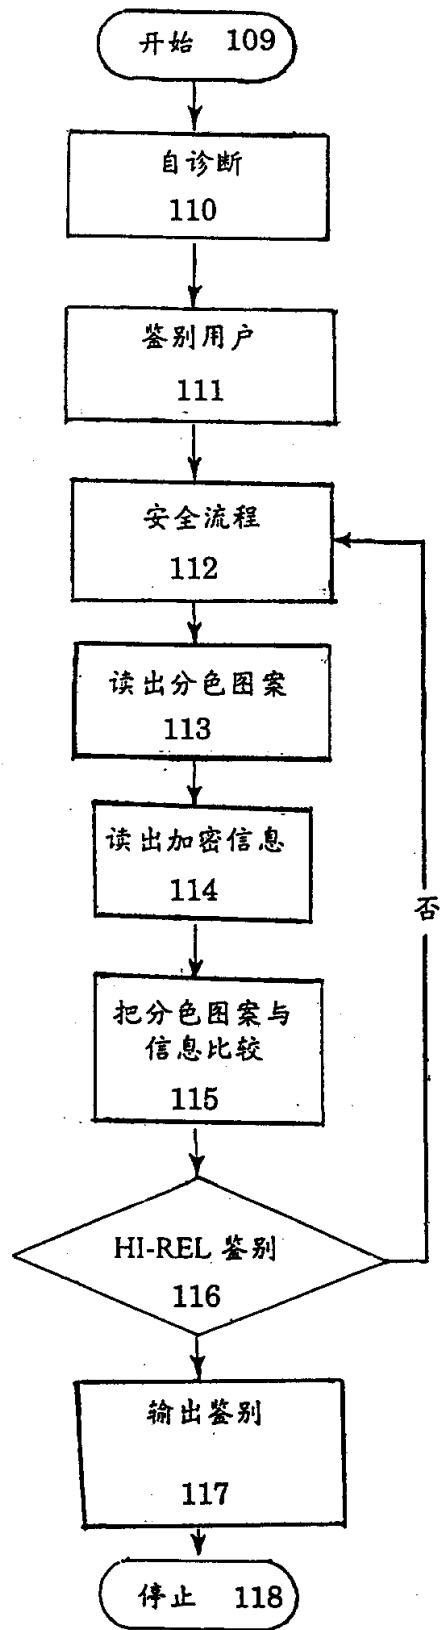 开始 109
自诊断
110
鉴别用户
111
安全流程
112
读出分色图案
113
读出加密信息
114
否
把分色图案与
信息比较
115
HI-REL 鉴别
116
输出鉴别
117
停止 118